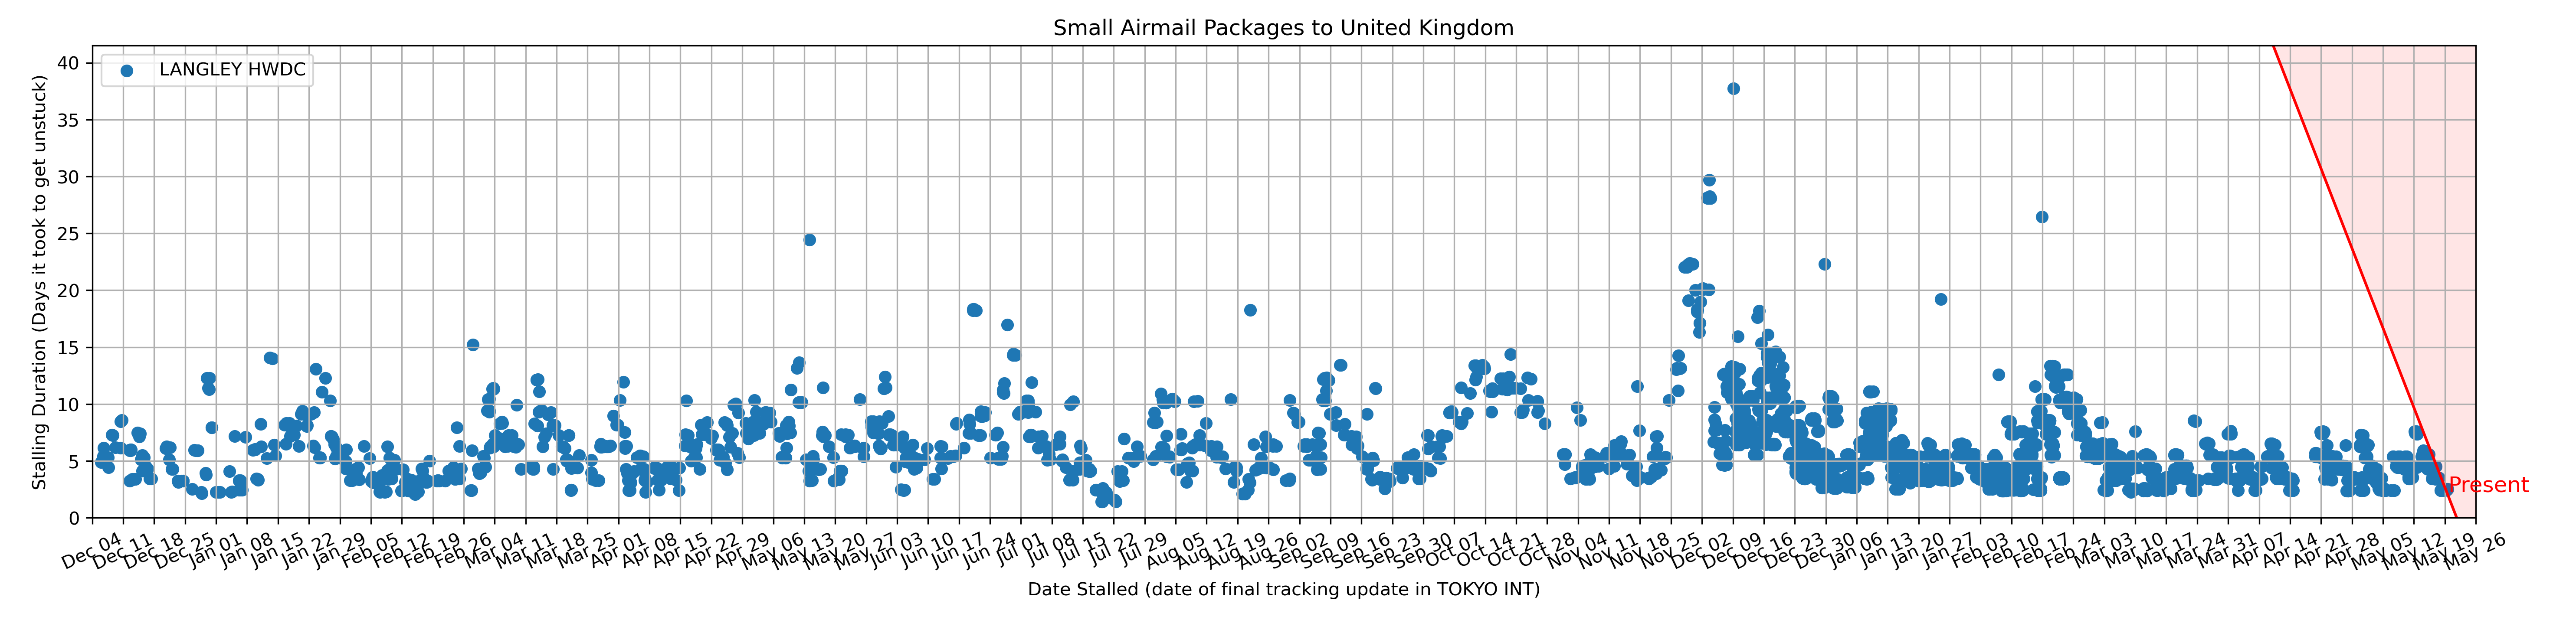 Small Airmail Packages to United Kingdom
LANGLEY HWDC
Stalling Duration (Days it took to get unstuck)
40
35
30
25
20
15
10
5
0
Present
Dec 04
Dec 11
Dec 18
Dec 25
Jan 01
Jan 08
Jan 15
Jan 22
Jan 29
Feb 05
Feb 12
Feb 19
Feb 26
Mar 04
Mar 11
Mar 18
Mar 25
Apr 01
Apr 08
Apr 15
Apr 22
Apr 29
May 06
May 13
May 20
May 27
Jun 03
Jun 10
Jun 17
Jun 24
Jul 01
Jul 08
Jul 15
Jul 22
Jul 29
Aug 05
Aug 12
Aug 19
Aug 26
Sep 02
Sep 09
Sep 16
Sep 23
Sep 30
Oct 07
Oct 14
Oct 21
Oct 28
Nov 04
Nov 11
Nov 18
Nov 25
Dec 02
Dec 09
Dec 16
Dec 23
Dec 30
Jan 06
Jan 13
Jan 20
Jan 27
Feb 03
Feb 10
Feb 17
Feb 24
Mar 03
Mar 10
Mar 17
Mar 24
Mar 31
Apr 07
Apr 14
Apr 21
Apr 28
May 05
May 12
May 19
May 26
Date Stalled (date of final tracking update in TOKYO INT)